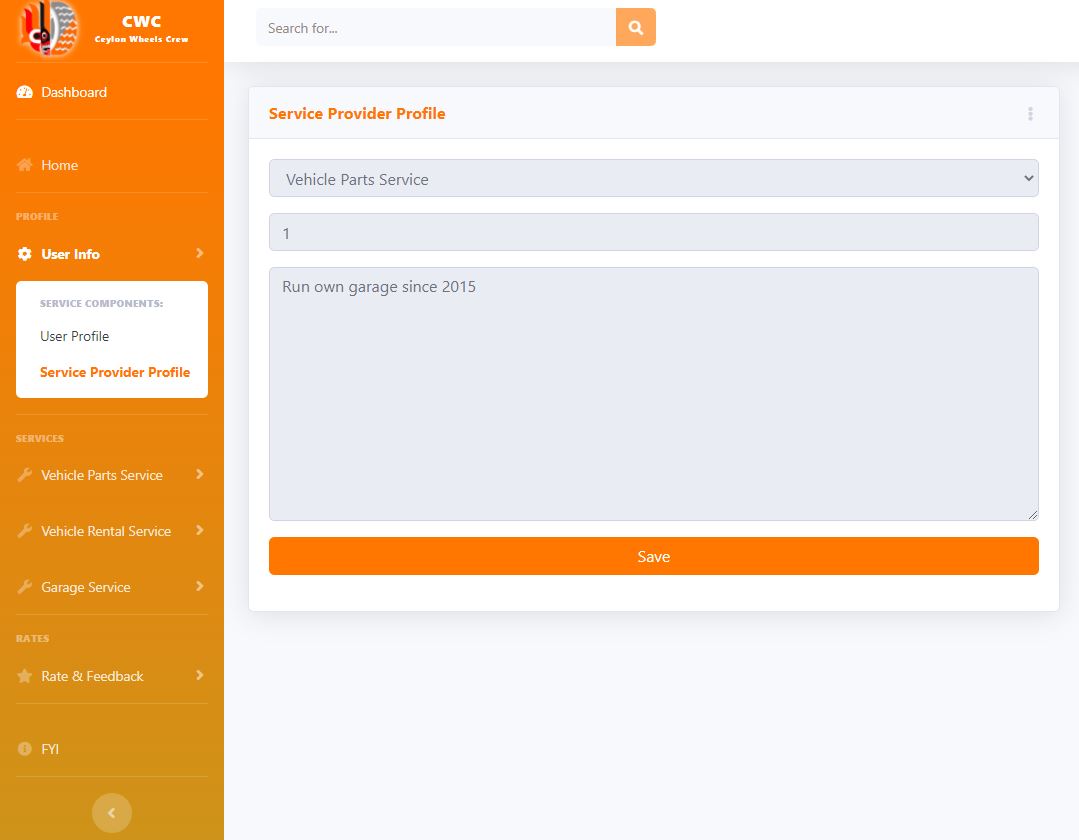 CWC
Ceylon Wheels Crew
Dashboard
Home
PROFILE
User Info
SERVICE COMPONENTS:
User Profile
Service Provider Profile
SERVICES
Vehicle Parts Service
Vehicle Rental Service
Garage Service
RATES
Rate & Feedback
FYI
Search for...
Service Provider Profile
Vehicle Parts Service
1
Run own garage since 2015
Save